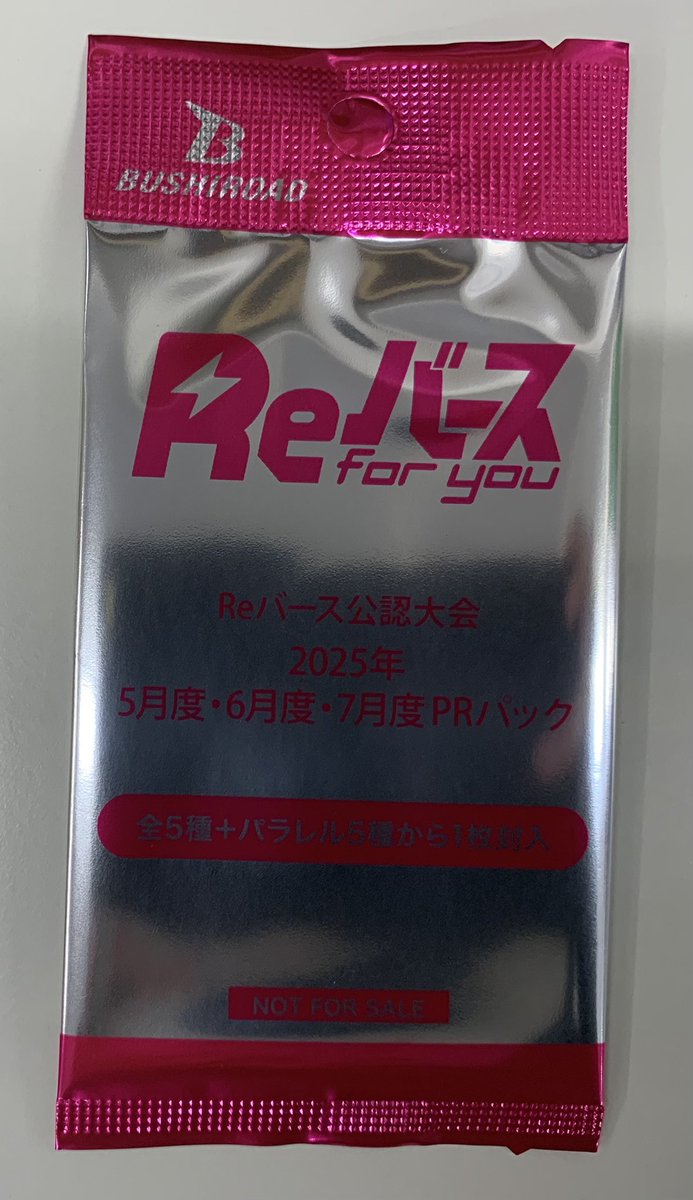 B
BUSHIROAD
Reバース
for you
Reバース公認大会
2025年
5月度・6月度・7月度 PRパック
全5種＋パラレル5種から1枚封入
NOT FOR SALE